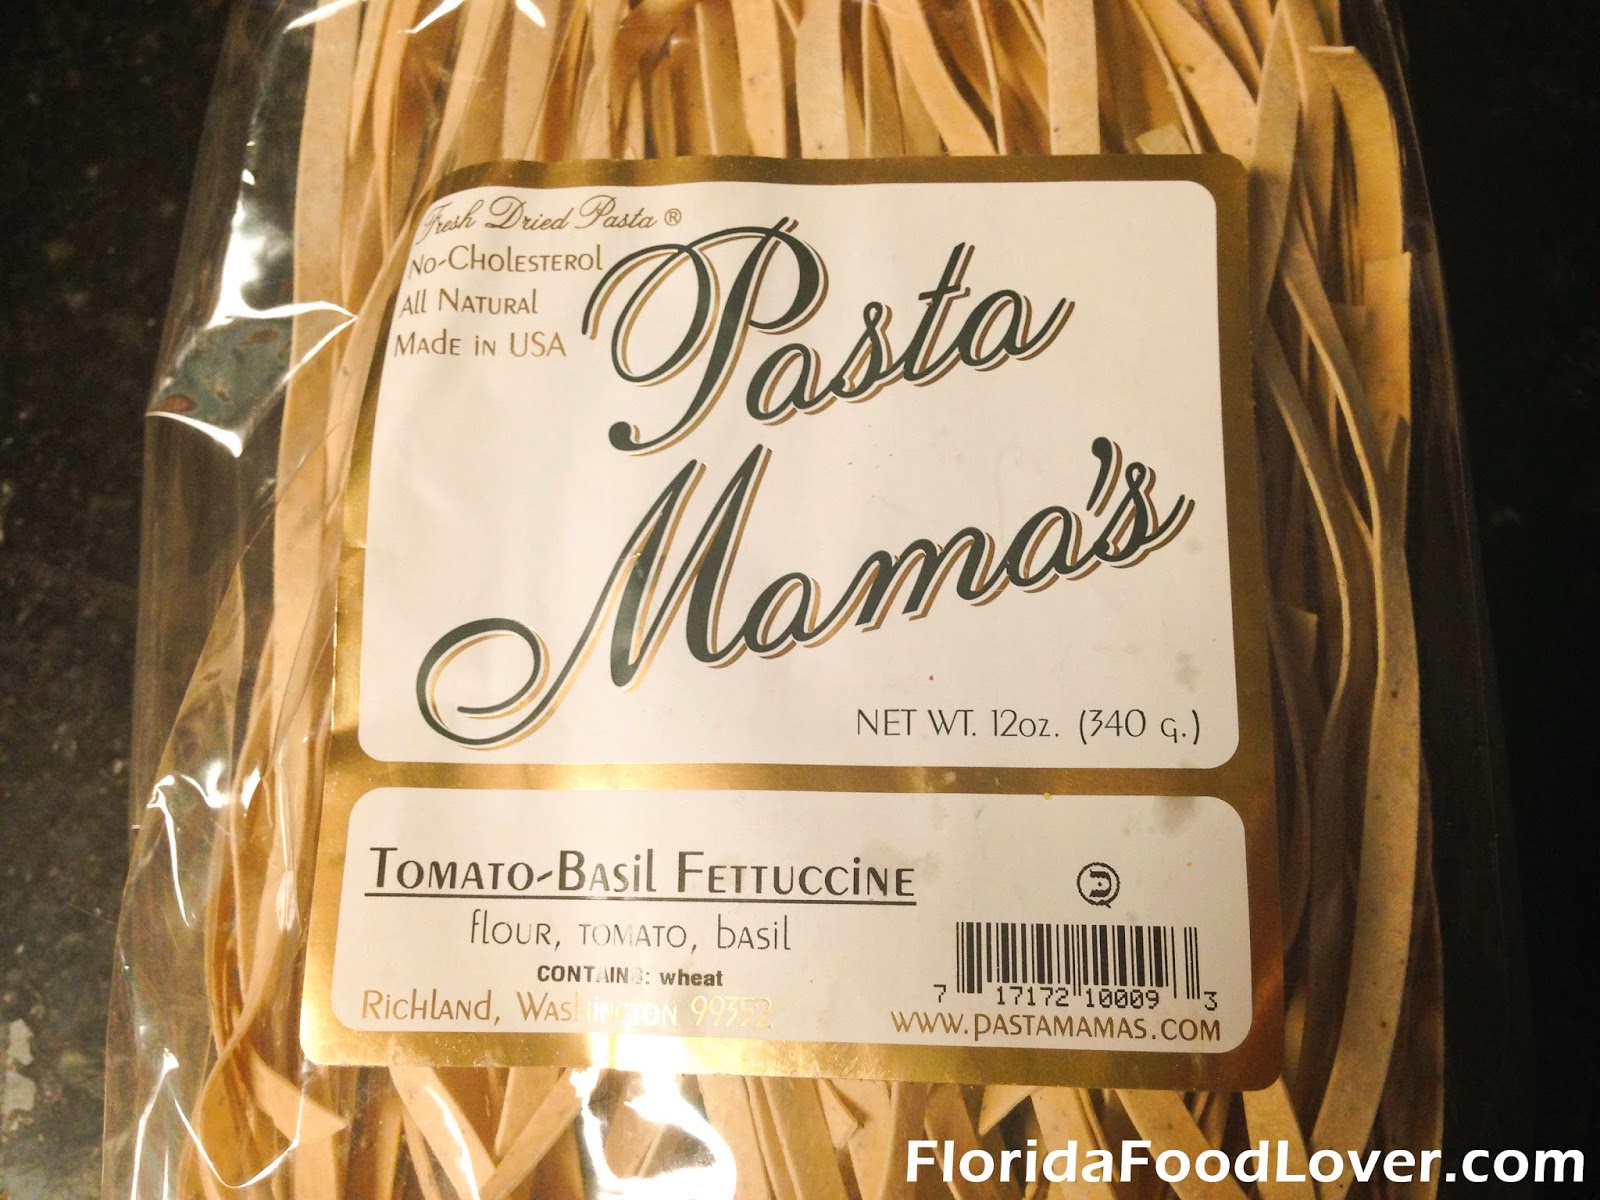 Fresh Dried Pasta ®
No-Cholesterol
All Natural
Made in USA
Pasta
Mama's
NET WT. 12oz. (340 g.)
Tomato-Basil Fettuccine
flour, tomato, basil
CONTAINS: wheat
Richland, Washington 99352
7 17172 10009 3
www.pastamamas.com
FloridaFoodLover.com